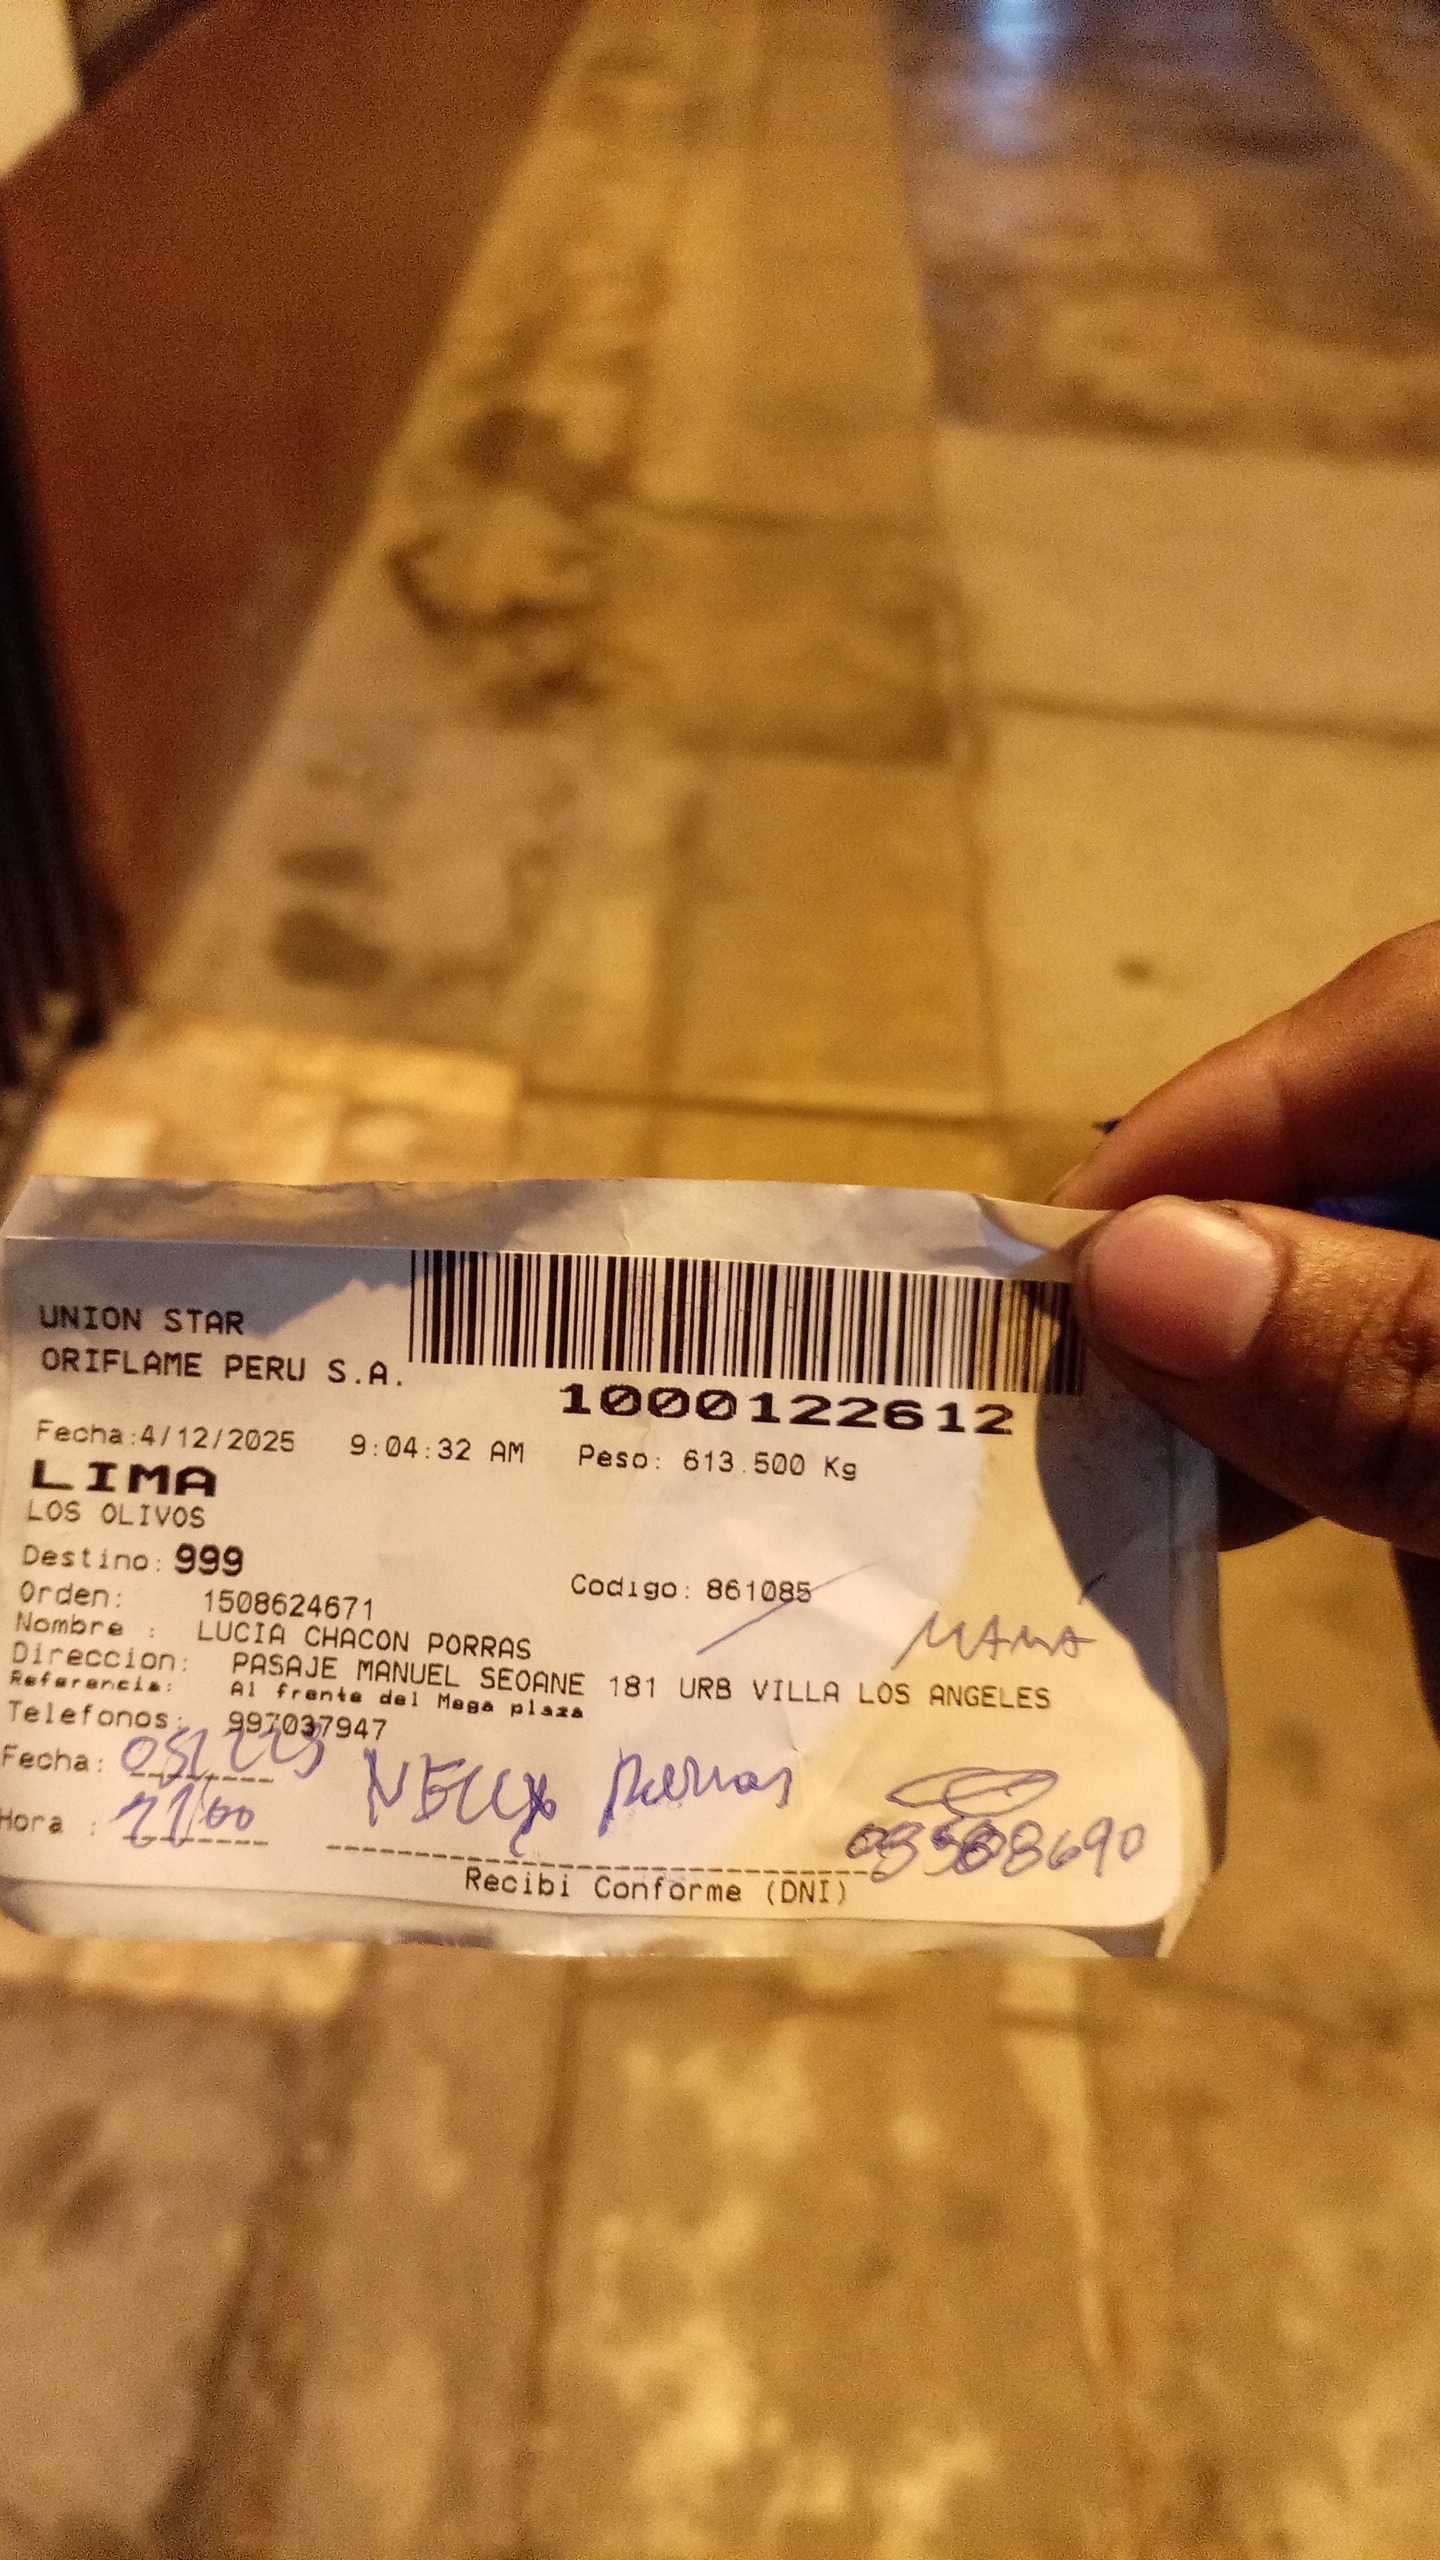 UNION STAR
ORIFLAME PERU S.A.
1000122612
Fecha:4/12/2025 9:04:32 AM Peso: 613.500 Kg
LIMA
LOS OLIVOS
Destino: 999
Orden: 1508624671 Codigo: 861085
Nombre : LUCIA CHACON PORRAS
MAMA
Direccion: PASAJE MANUEL SEOANE 181 URB VILLA LOS ANGELES
Referencia: Al frente del Mega plaza
Telefonos: 997037947
Fecha:
Hora :
Porras
Recibi Conforme (DNI)